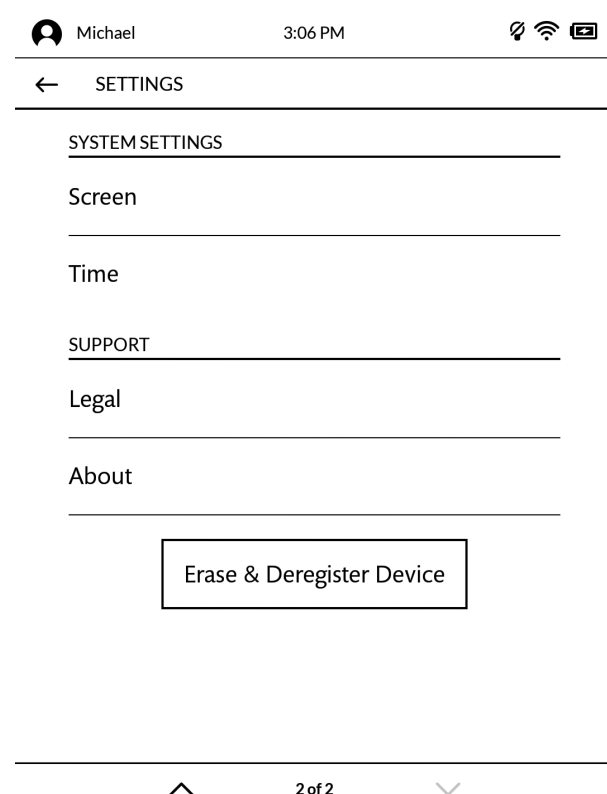 Michael
3:06 PM
SETTINGS
SYSTEM SETTINGS
Screen
Time
SUPPORT
Legal
About
Erase & Deregister Device
2 of 2